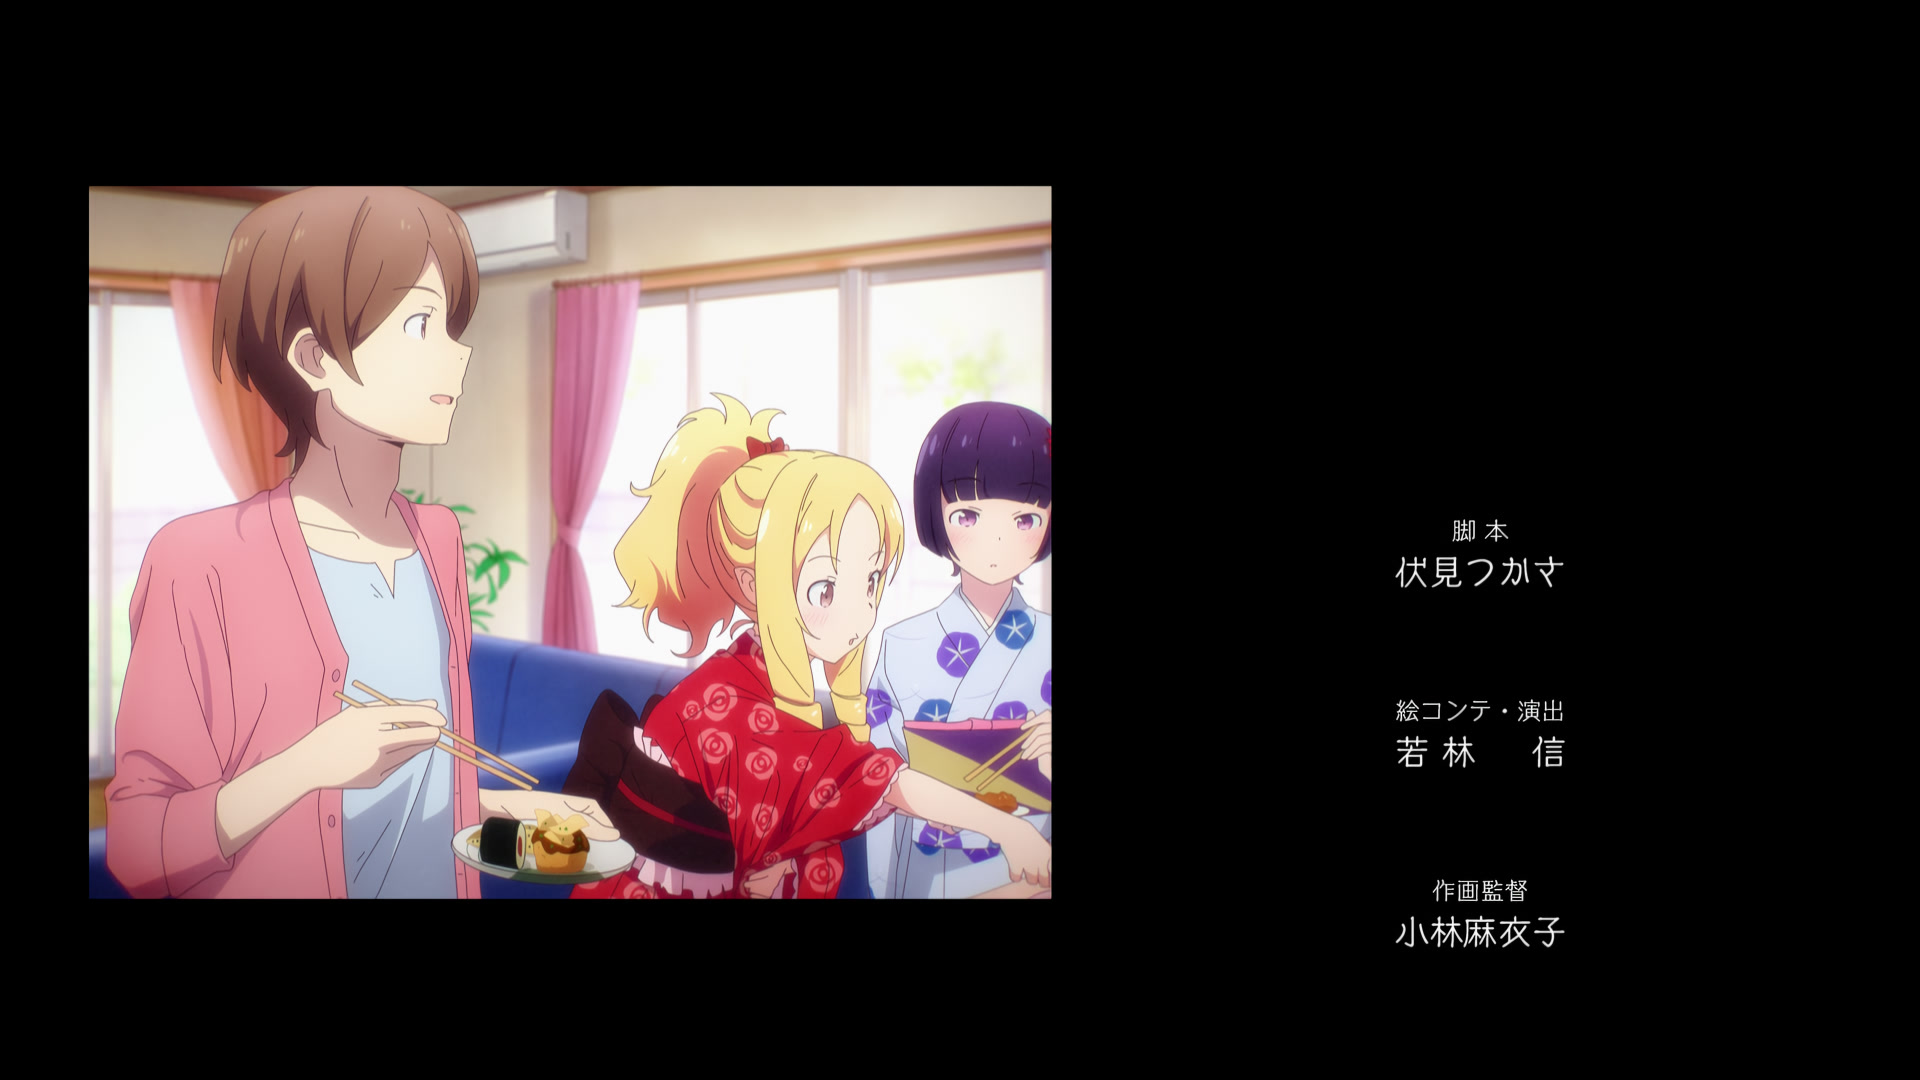 脚本
伏見つかさ
絵コンテ・演出
若林 信
作画監督
小林麻衣子